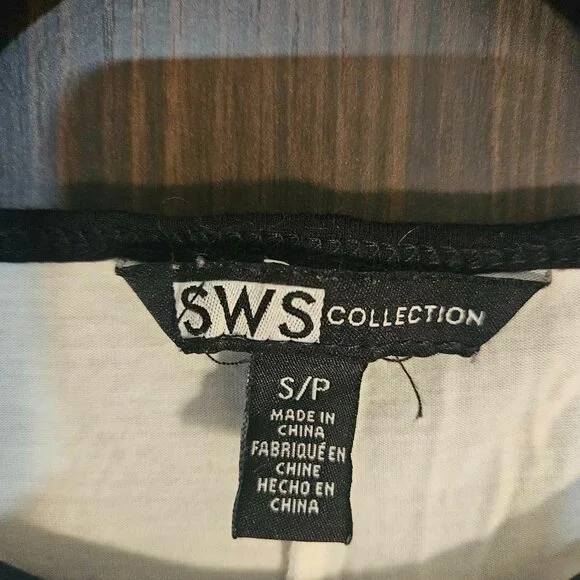 SWS COLLECTION
S/P
MADE IN
CHINA
FABRIQUÉ EN
CHINE
HECHO EN
CHINA